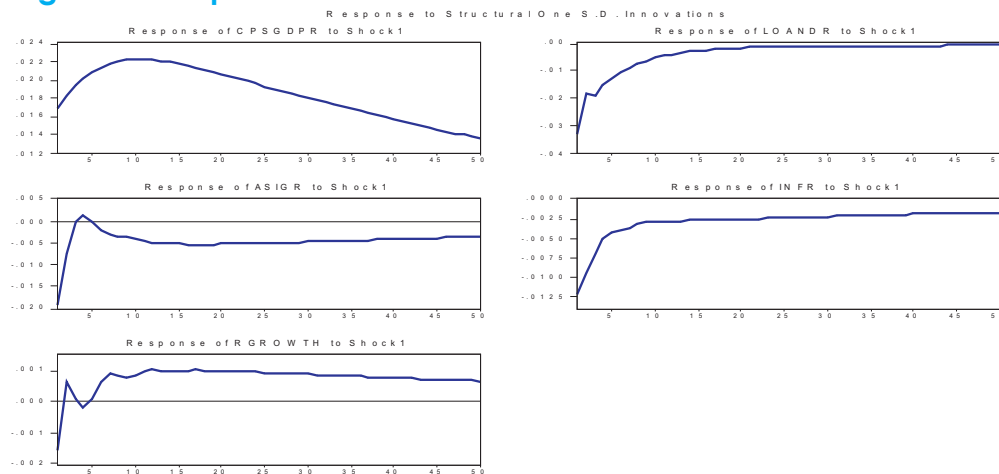 Response to Structural One S.D. Innovations
Response of CPSGDPR to Shock1
.024
.022
.020
.018
.016
.014
.012
5 10 15 20 25 30 35 40 45 50
Response of LOANDR to Shock1
.00
-.01
-.02
-.03
-.04
5 10 15 20 25 30 35 40 45 5
Response of ASIGR to Shock1
.005
.000
-.005
-.010
-.015
-.020
5 10 15 20 25 30 35 40 45 50
Response of INFR to Shock1
.0000
-.0025
-.0050
-.0075
-.0100
-.0125
5 10 15 20 25 30 35 40 45 5
Response of RGROWTH to Shock1
.001
.000
-.001
-.002
5 10 15 20 25 30 35 40 45 50